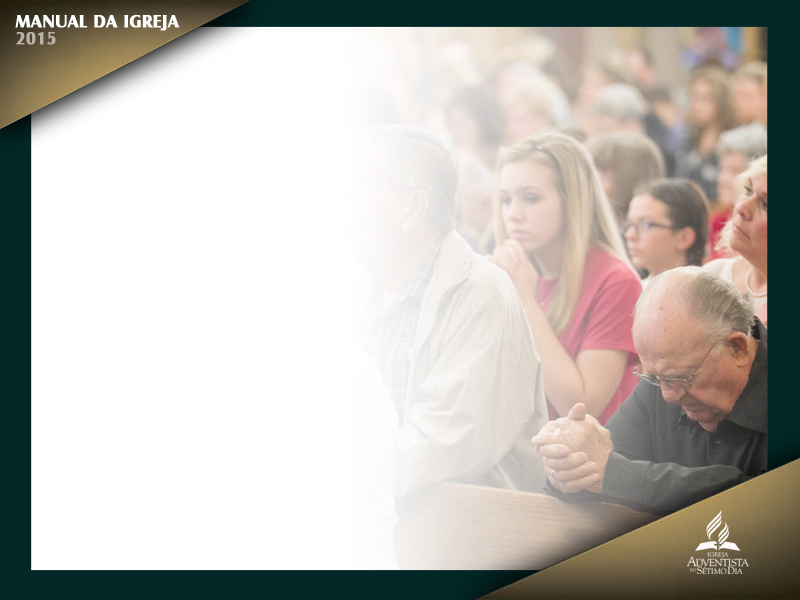 MANUAL DA IGREJA
2015
IGREJA
ADVENTISTA
DO SÉTIMO DIA